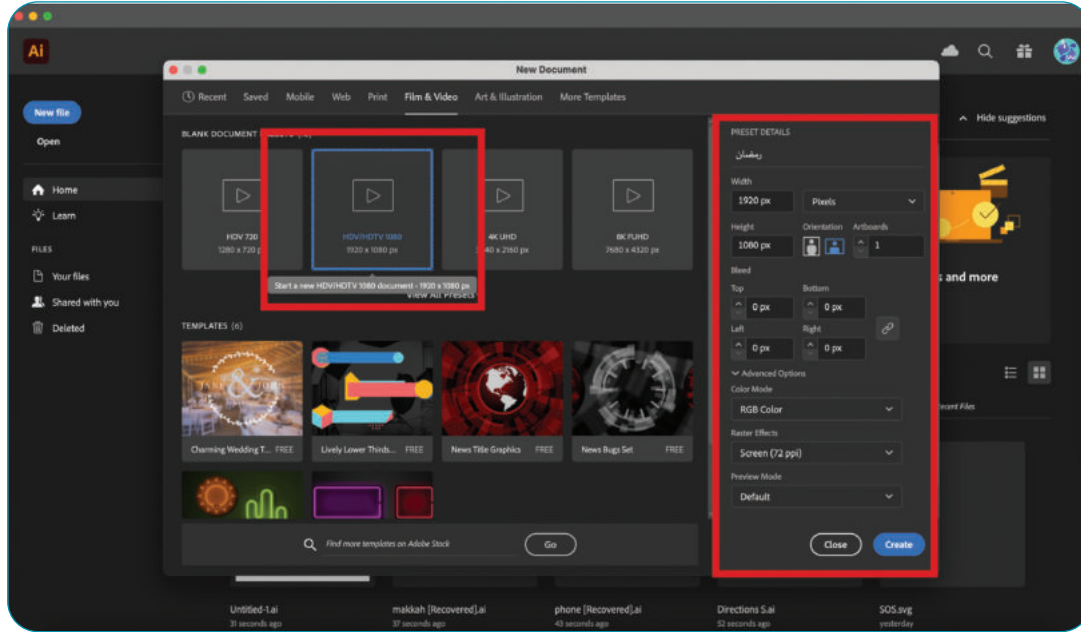 Ai
New Document
Recent Saved Mobile Web Print Film & Video Art & Illustration More Templates
New file
Open
Home
Learn
FILES
Your files
Shared with you
Deleted
Hide suggestions
BLANK DOCUMENT
HDV 720
1280 x 720 p
HDV/HDTV 1080
1920 x 1080 px
4K UHD
40 x 2160 px
8K FUHD
7680 x 4320 px
Start a new HDV/HDTV 1080 document - 1920 x 1080 px
View All Presets
TEMPLATES (6)
JANE & JOHN
Charming Wedding T... FREE
Lively Lower Thirds... FREE
News Title Graphics FREE
News Bugs Set FREE
Find more templates on Adobe Stock
Go
PRESET DETAILS
رمضان
Width
1920 px Pixels
Height Orientation Artboards
1080 px 1
Bleed
Top Bottom
0 px 0 px
Left Right
0 px 0 px
Advanced Options
Color Mode
RGB Color
Raster Effects
Screen (72 ppi)
Preview Mode
Default
Close Create
s and more
Recent Files
Untitled-1.ai
31 seconds ago
makkah [Recovered].ai
37 seconds ago
phone [Recovered].ai
43 seconds ago
Directions S.ai
52 seconds ago
SOS.svg
yesterday